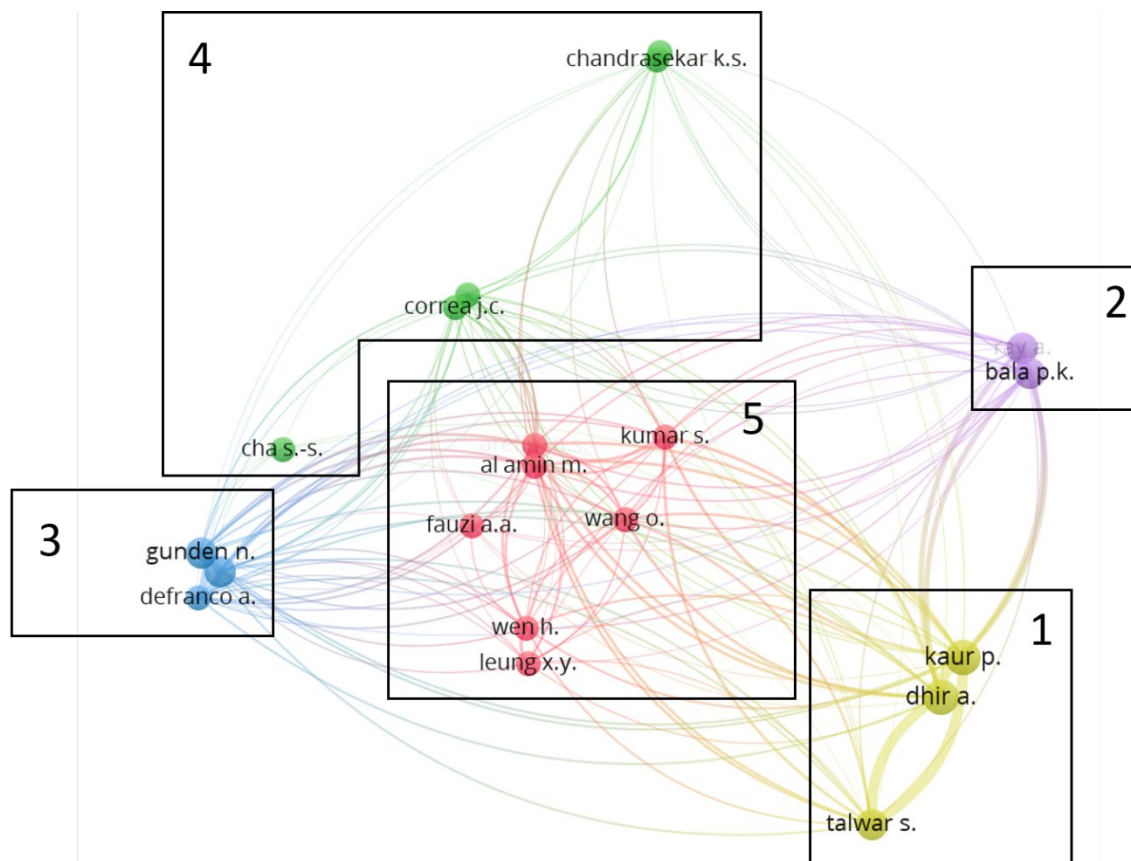 4
chandrasekar k.s.
correa j.c.
2
ray a.
bala p.k.
5
kumar s.
al amin m.
cha s.-s.
fauzi a.a.
wang o.
3
gunden n.
defranco a.
wen h.
leung x.y.
1
kaur p.
dhir a.
talwar s.